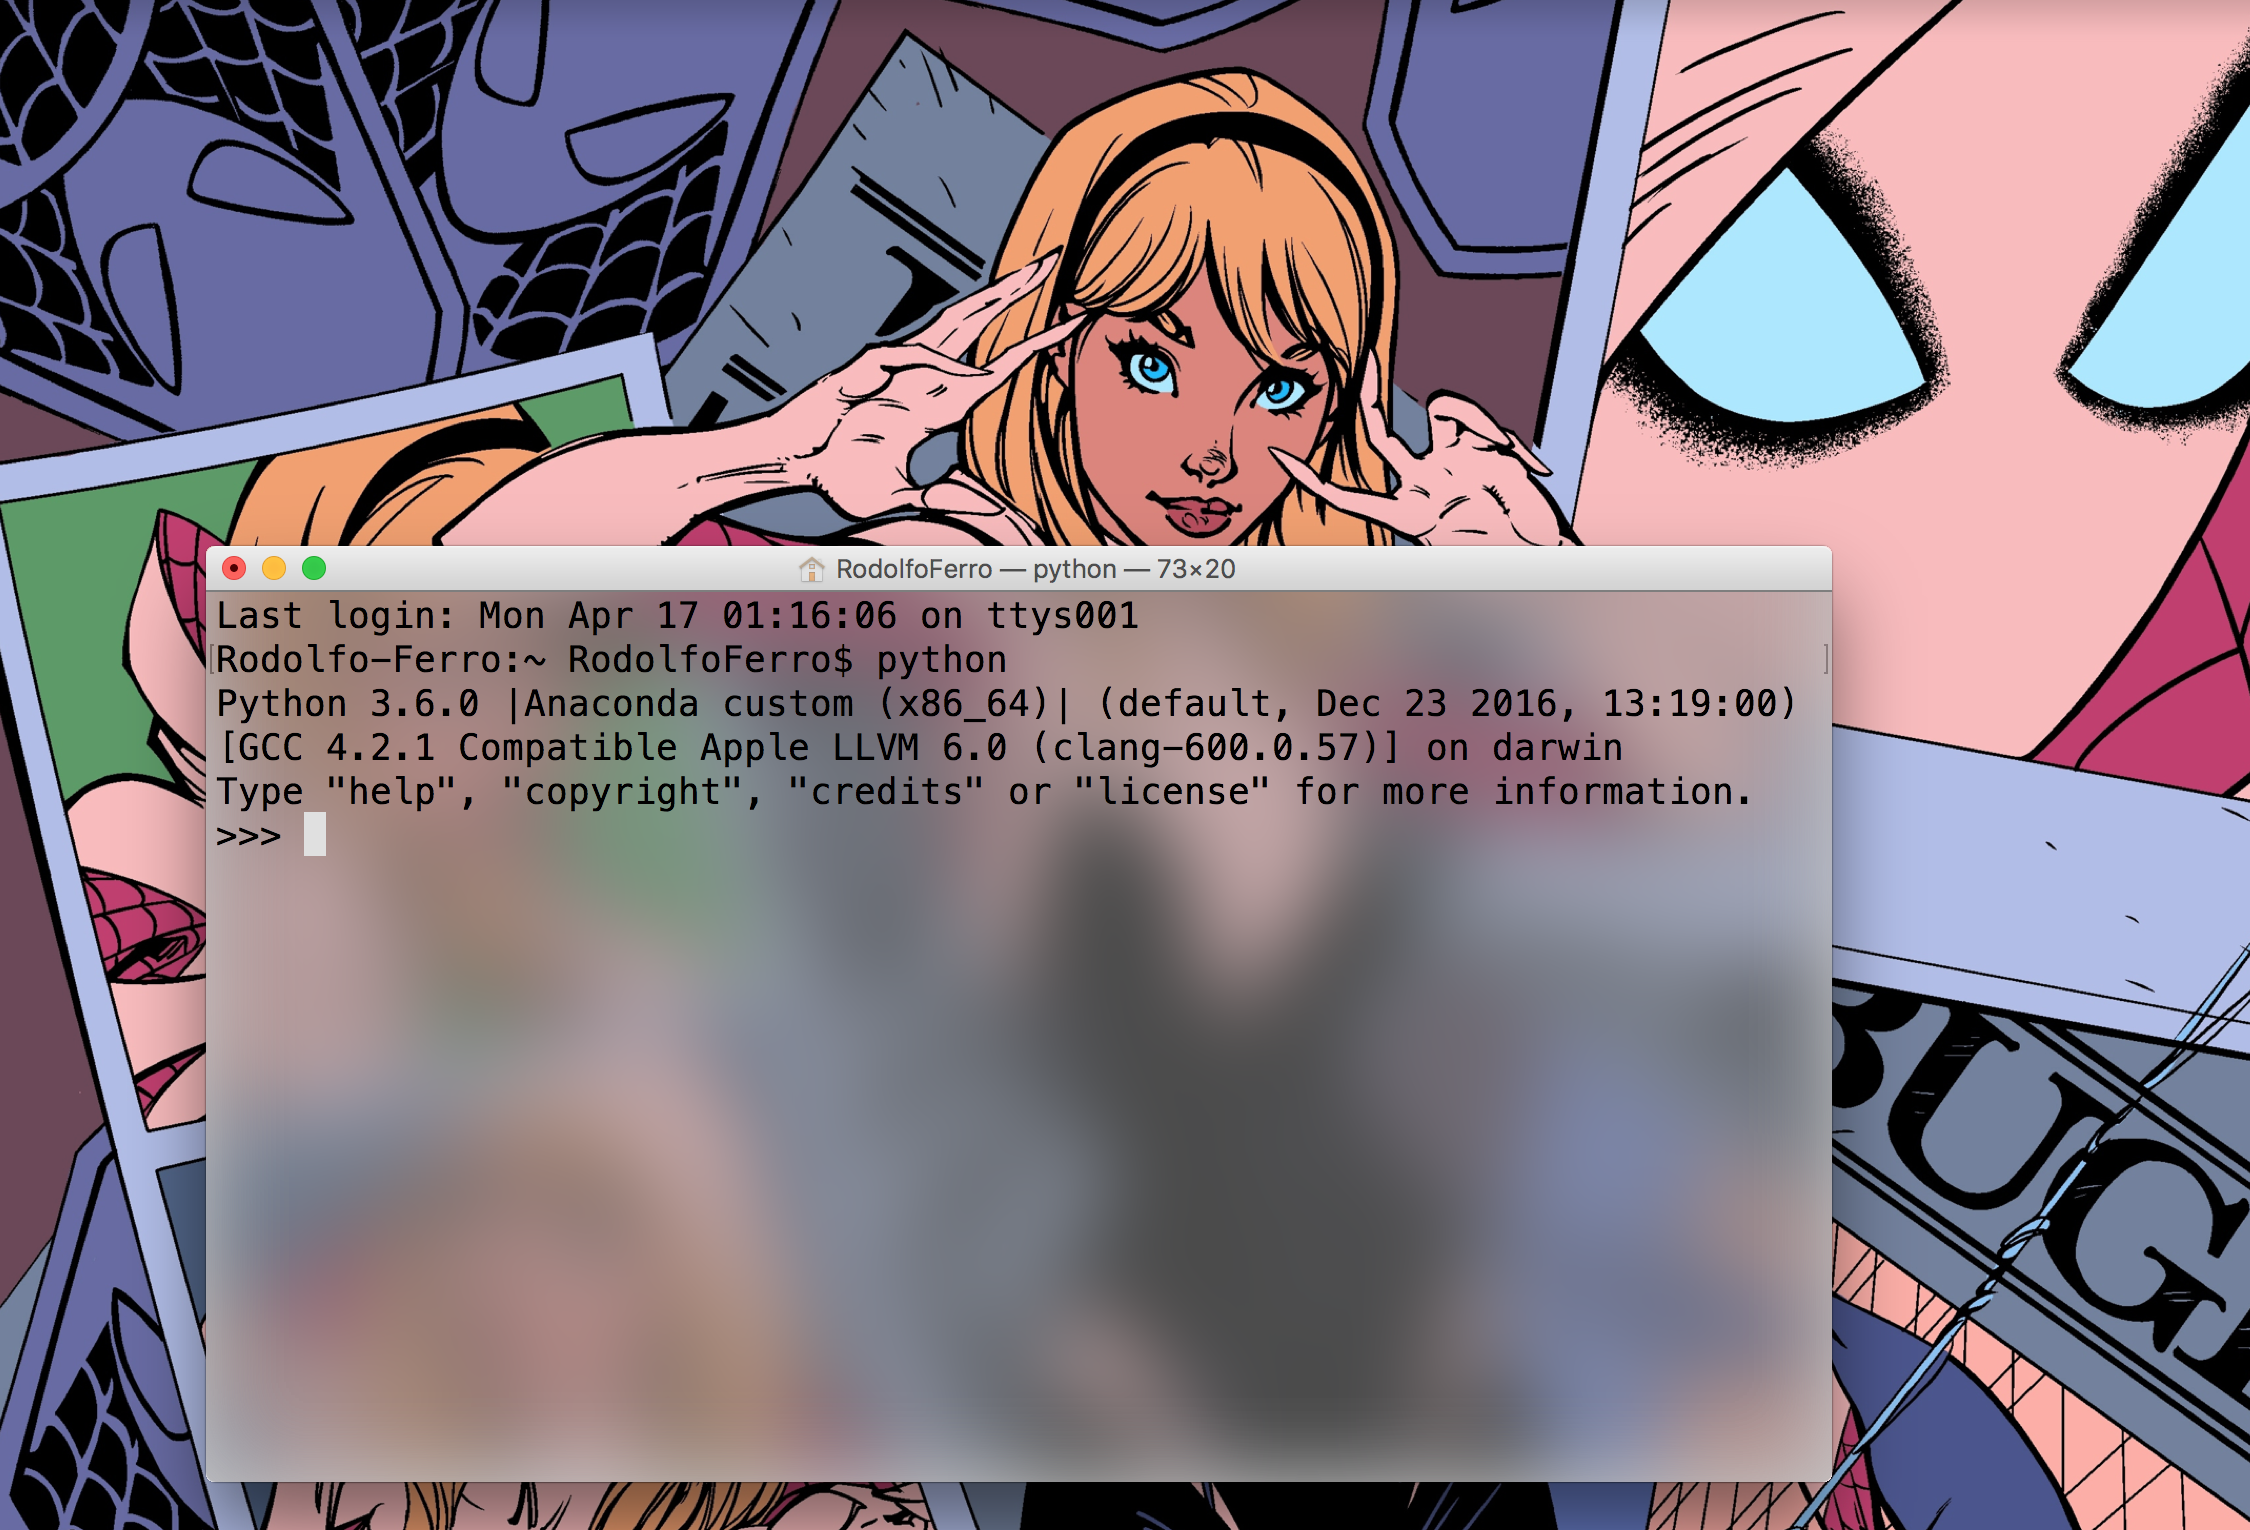 RodolfoFerro — python — 73×20
Last login: Mon Apr 17 01:16:06 on ttys001
Rodolfo-Ferro:~ RodolfoFerro$ python
Python 3.6.0 |Anaconda custom (x86_64)| (default, Dec 23 2016, 13:19:00)
[GCC 4.2.1 Compatible Apple LLVM 6.0 (clang-600.0.57)] on darwin
Type "help", "copyright", "credits" or "license" for more information.
>>>
BUGL